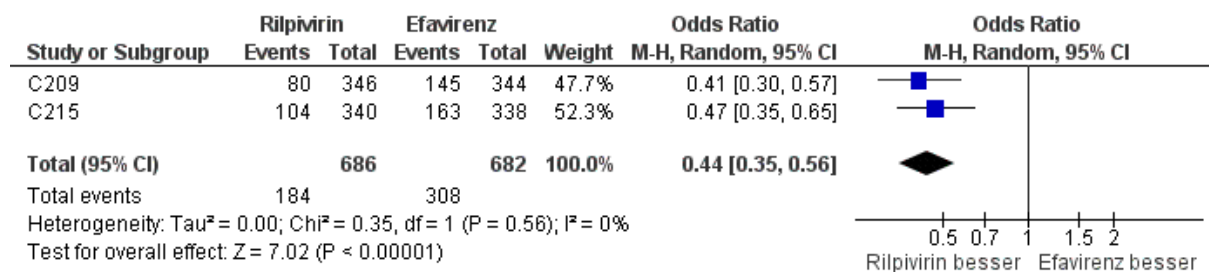 Rilpivirin Efavirenz Odds Ratio Odds Ratio
Study or Subgroup Events Total Events Total Weight M-H, Random, 95% CI M-H, Random, 95% CI
C209 80 346 145 344 47.7% 0.41 [0.30, 0.57]
C215 104 340 163 338 52.3% 0.47 [0.35, 0.65]
Total (95% CI) 686 682 100.0% 0.44 [0.35, 0.56]
Total events 184 308
Heterogeneity: Tau² = 0.00; Chi² = 0.35, df = 1 (P = 0.56); I² = 0%
Test for overall effect: Z = 7.02 (P < 0.00001)
0.5 0.7 1 1.5 2
Rilpivirin besser Efavirenz besser